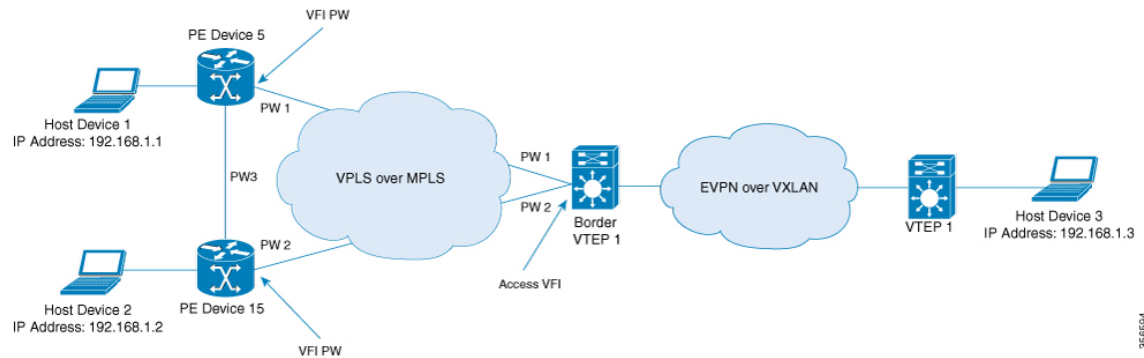 VFI PW
PE Device 5
Host Device 1
IP Address: 192.168.1.1
PW 1
PW3
VPLS over MPLS
PW 1
PW 2
Border
VTEP 1
EVPN over VXLAN
VTEP 1
Host Device 3
IP Address: 192.168.1.3
PW 2
Access VFI
Host Device 2
IP Address: 192.168.1.2
PE Device 15
VFI PW
356594